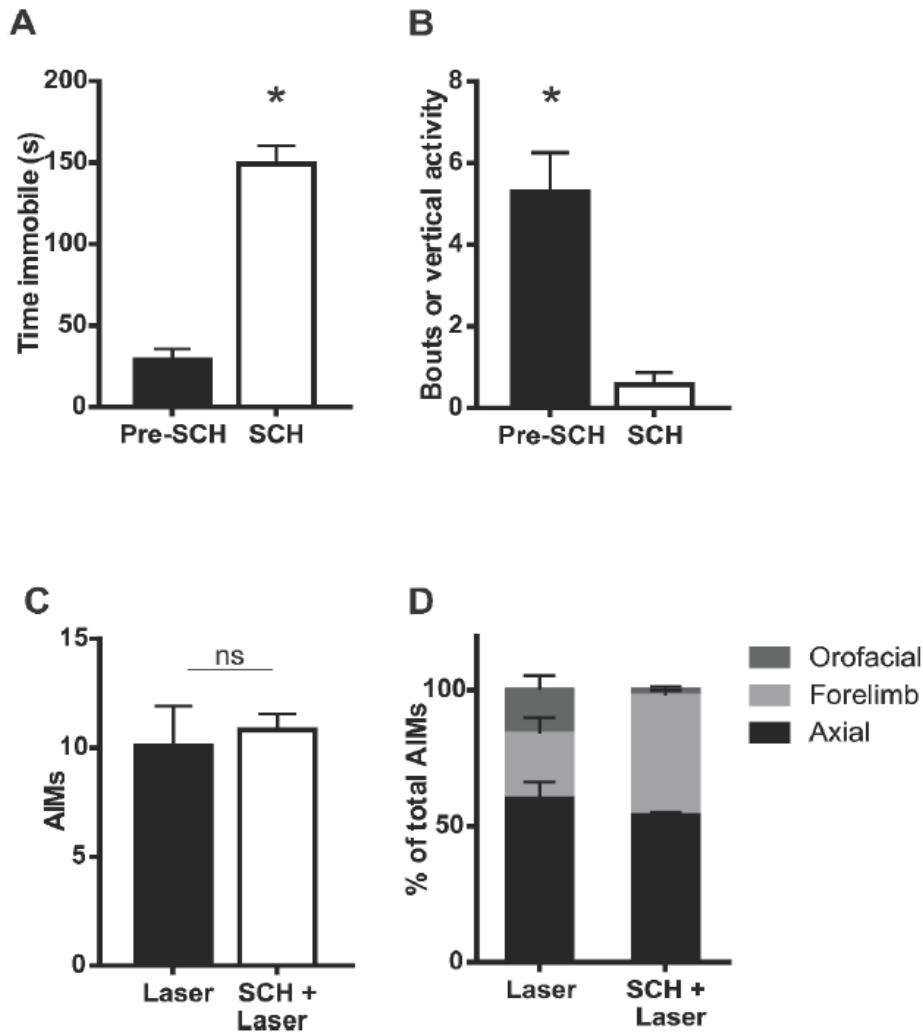 A
Time immobile (s)
200
150
100
50
0
*
Pre-SCH
SCH
B
Bouts or vertical activity
8
6
4
2
0
*
Pre-SCH
SCH
C
AIMs
15
10
5
0
ns
Laser
SCH +
Laser
D
% of total AIMs
100
50
0
Laser
SCH +
Laser
Orofacial
Forelimb
Axial